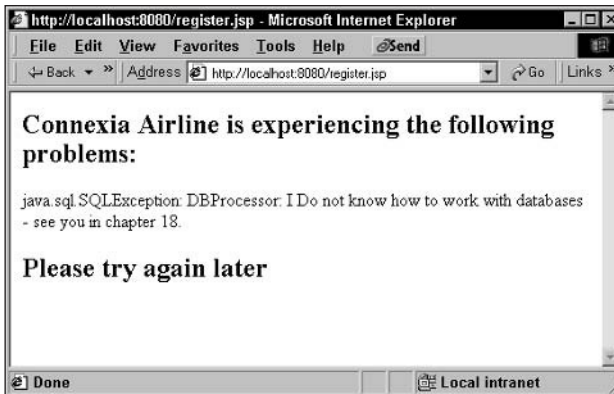 http://localhost:8080/register.jsp - Microsoft Internet Explorer
File Edit View Favorites Tools Help Send
Back » Address http://localhost:8080/register.jsp Go Links »
Connexia Airline is experiencing the following
problems:
java.sql.SQLException: DBProcessor: I Do not know how to work with databases
- see you in chapter 18.
Please try again later
Done Local intranet